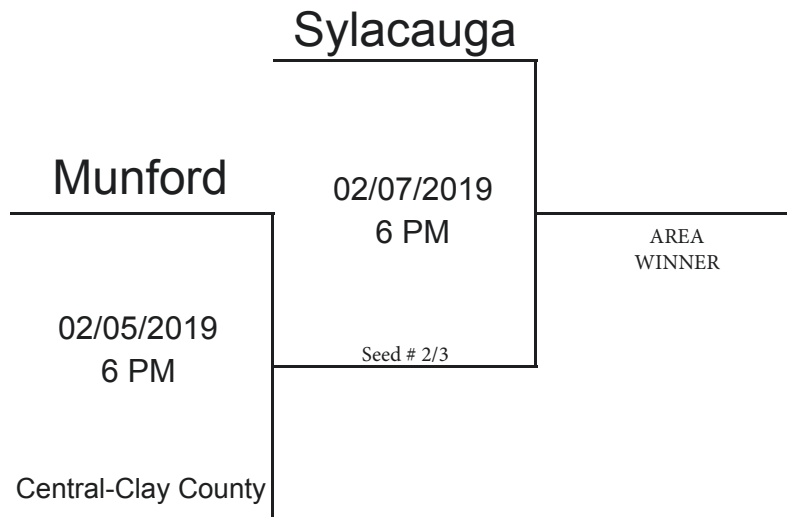 Sylacauga
Munford
02/07/2019
6 PM
AREA
WINNER
02/05/2019
6 PM
Seed # 2/3
Central-Clay County